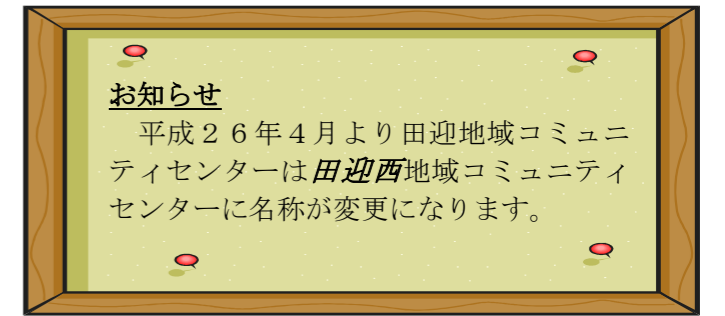 お知らせ
　平成２６年４月より田迎地域コミュニ
ティセンターは田迎西地域コミュニティ
センターに名称が変更になります。